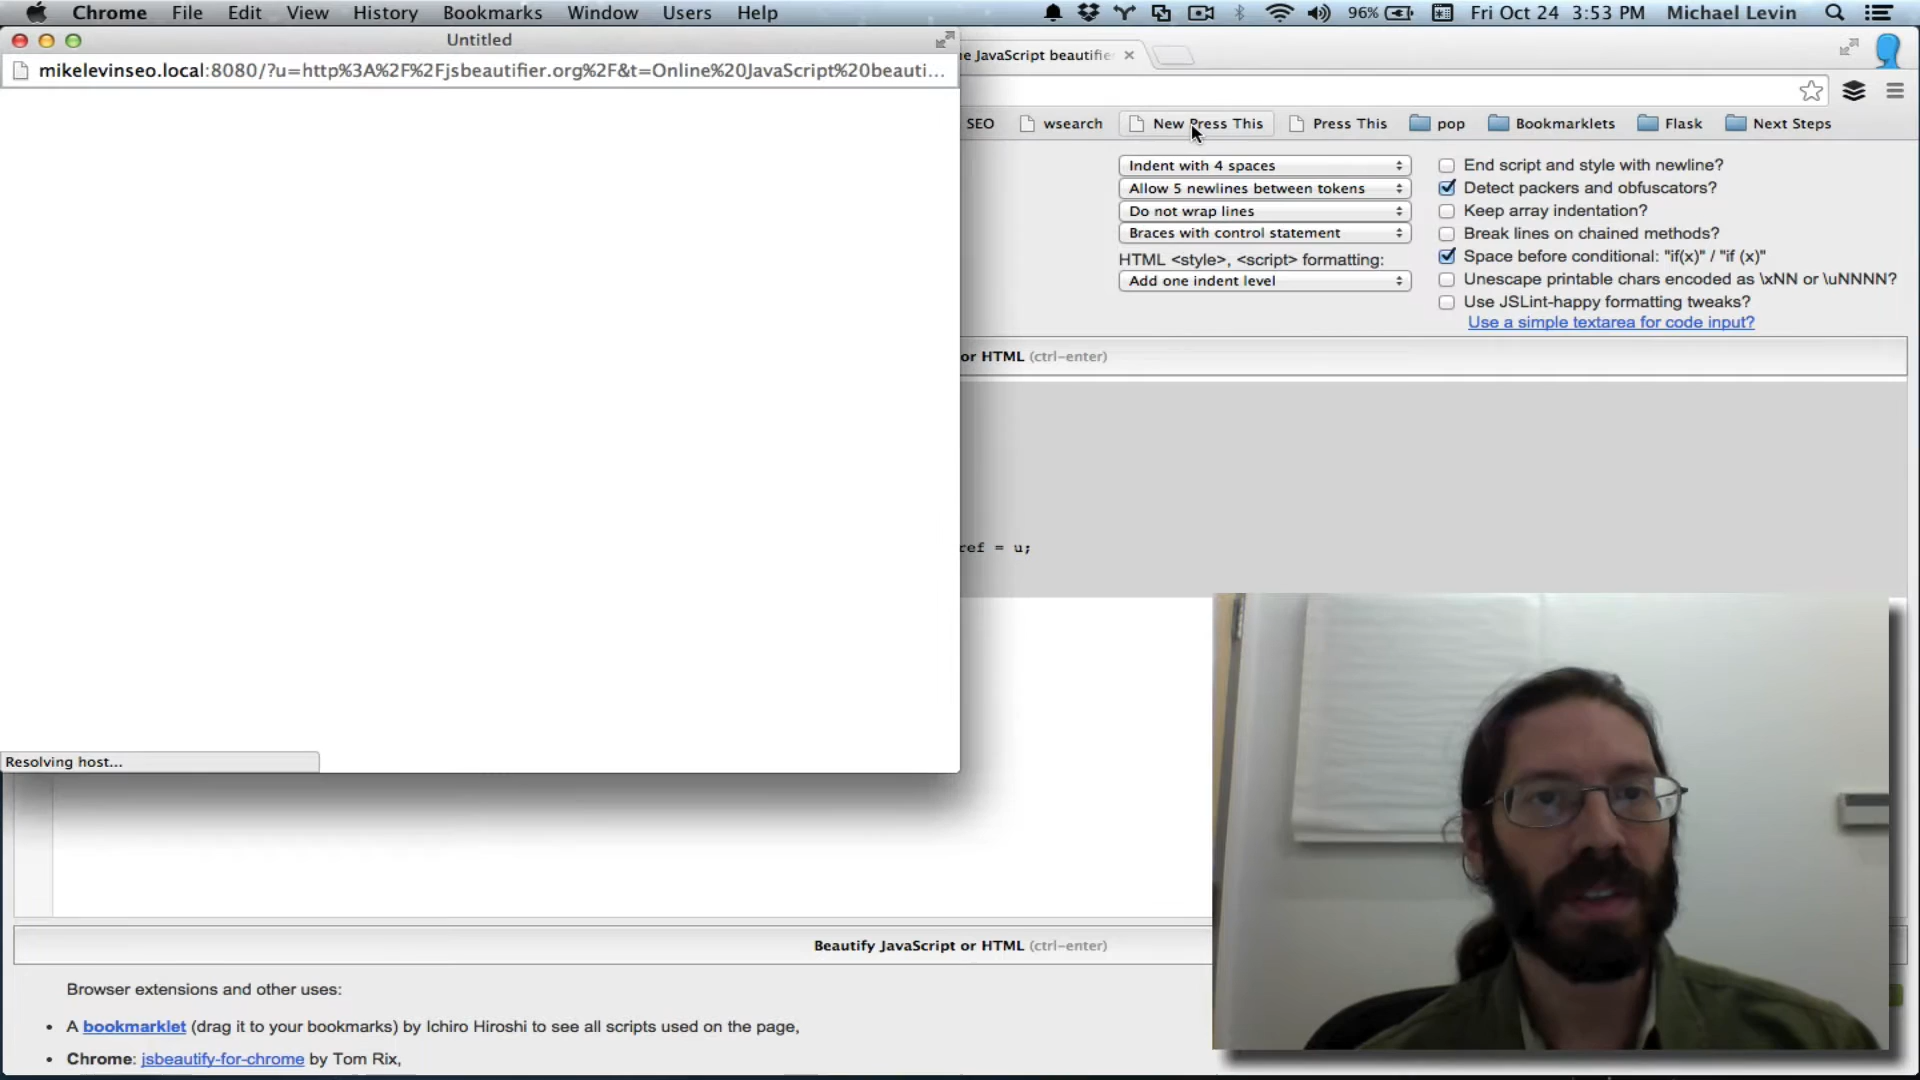 Chrome File Edit View History Bookmarks Window Users Help 96% Fri Oct 24 3:53 PM Michael Levin
Untitled
mikelevinseo.local:8080/?u=http%3A%2F%2Fjsbeautifier.org%2F&t=Online%20JavaScript%20beauti...
JavaScript beautifie
SEO wsearch New Press This Press This pop Bookmarklets Flask Next Steps
Indent with 4 spaces
Allow 5 newlines between tokens
Do not wrap lines
Braces with control statement
HTML <style>, <script> formatting:
Add one indent level
End script and style with newline?
Detect packers and obfuscators?
Keep array indentation?
Break lines on chained methods?
Space before conditional: "if(x)" / "if (x)"
Unescape printable chars encoded as \xNN or \uNNNN?
Use JSLint-happy formatting tweaks?
Use a simple textarea for code input?
or HTML (ctrl-enter)
ref = u;
Resolving host...
Beautify JavaScript or HTML (ctrl-enter)
Browser extensions and other uses:
• A bookmarklet (drag it to your bookmarks) by Ichiro Hiroshi to see all scripts used on the page,
• Chrome: jsbeautify-for-chrome by Tom Rix,